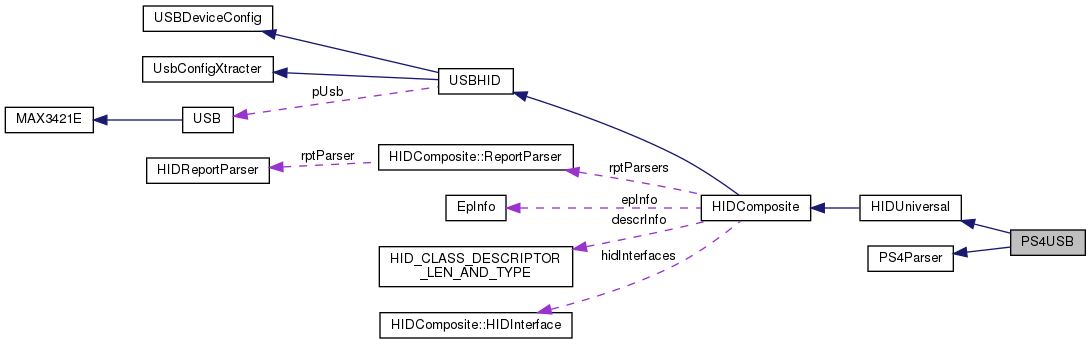 USBDeviceConfig
UsbConfigXtracter
USBHID
pUsb
MAX3421E
USB
HIDReportParser
rptParser
HIDComposite::ReportParser
rptParsers
EpInfo
epInfo
descrInfo
HIDComposite
HIDUniversal
PS4USB
PS4Parser
HID_CLASS_DESCRIPTOR
_LEN_AND_TYPE
hidInterfaces
HIDComposite::HIDInterface